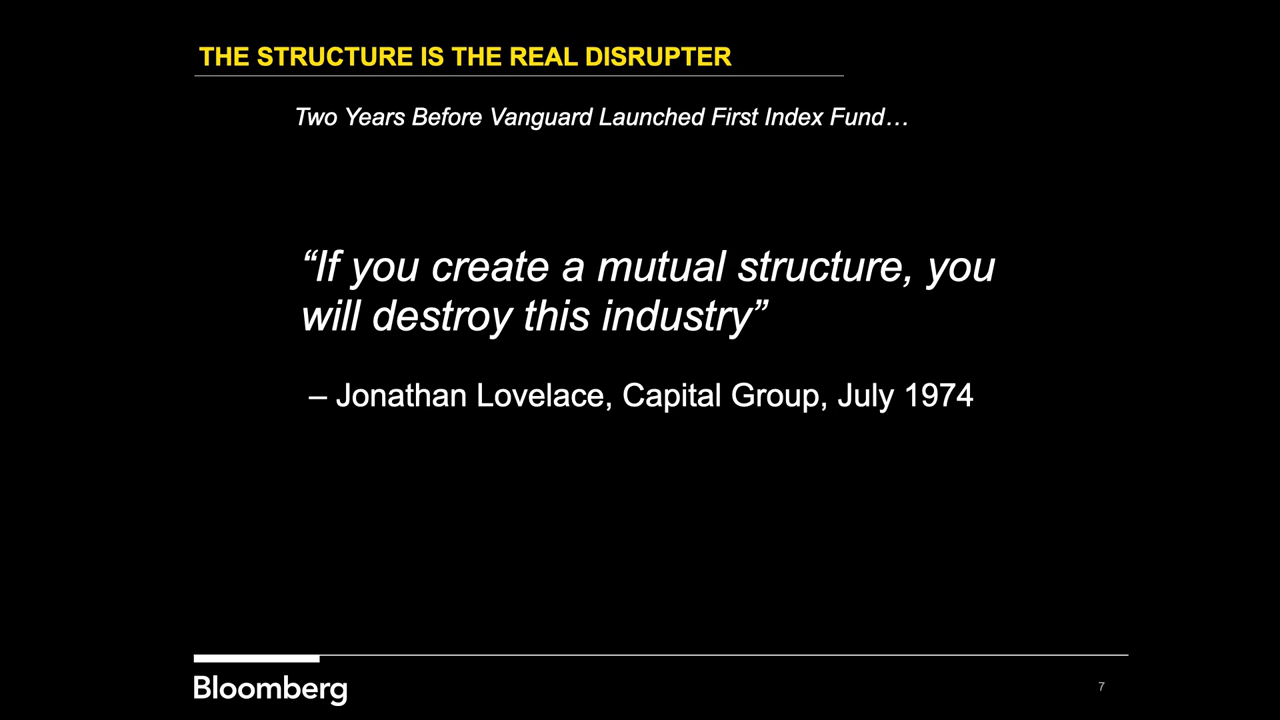 THE STRUCTURE IS THE REAL DISRUPTER
Two Years Before Vanguard Launched First Index Fund…
“If you create a mutual structure, you
will destroy this industry”
– Jonathan Lovelace, Capital Group, July 1974
Bloomberg
7